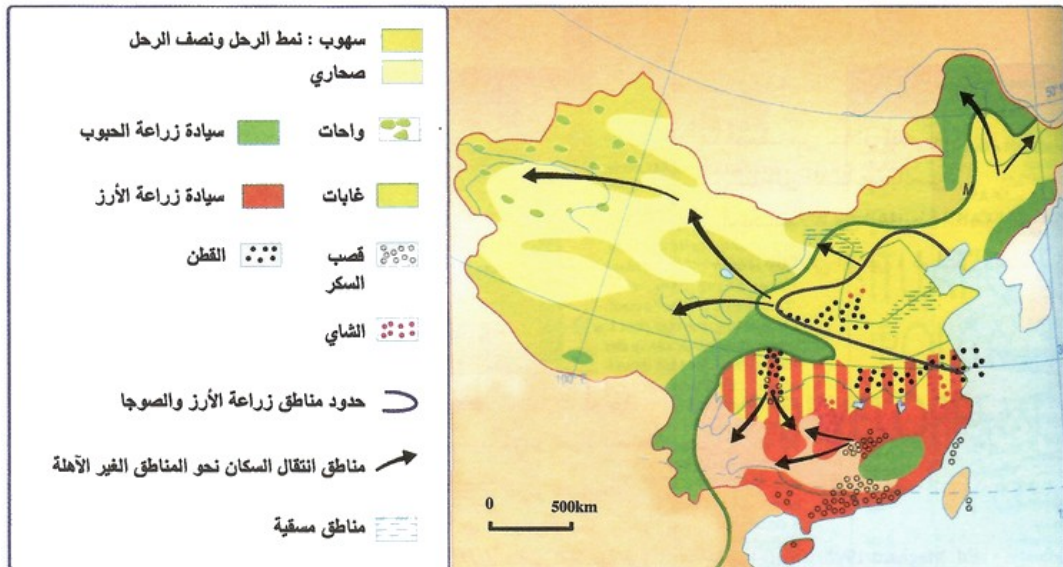 سهوب : نمط الرحل ونصف الرحل
صحاري
واحات
سيادة زراعة الحبوب
غابات
سيادة زراعة الأرز
قصب السكر
القطن
الشاي
حدود مناطق زراعة الأرز والصوجا
مناطق انتقال السكان نحو المناطق الغير الآهلة
مناطق مسقية
0 500km